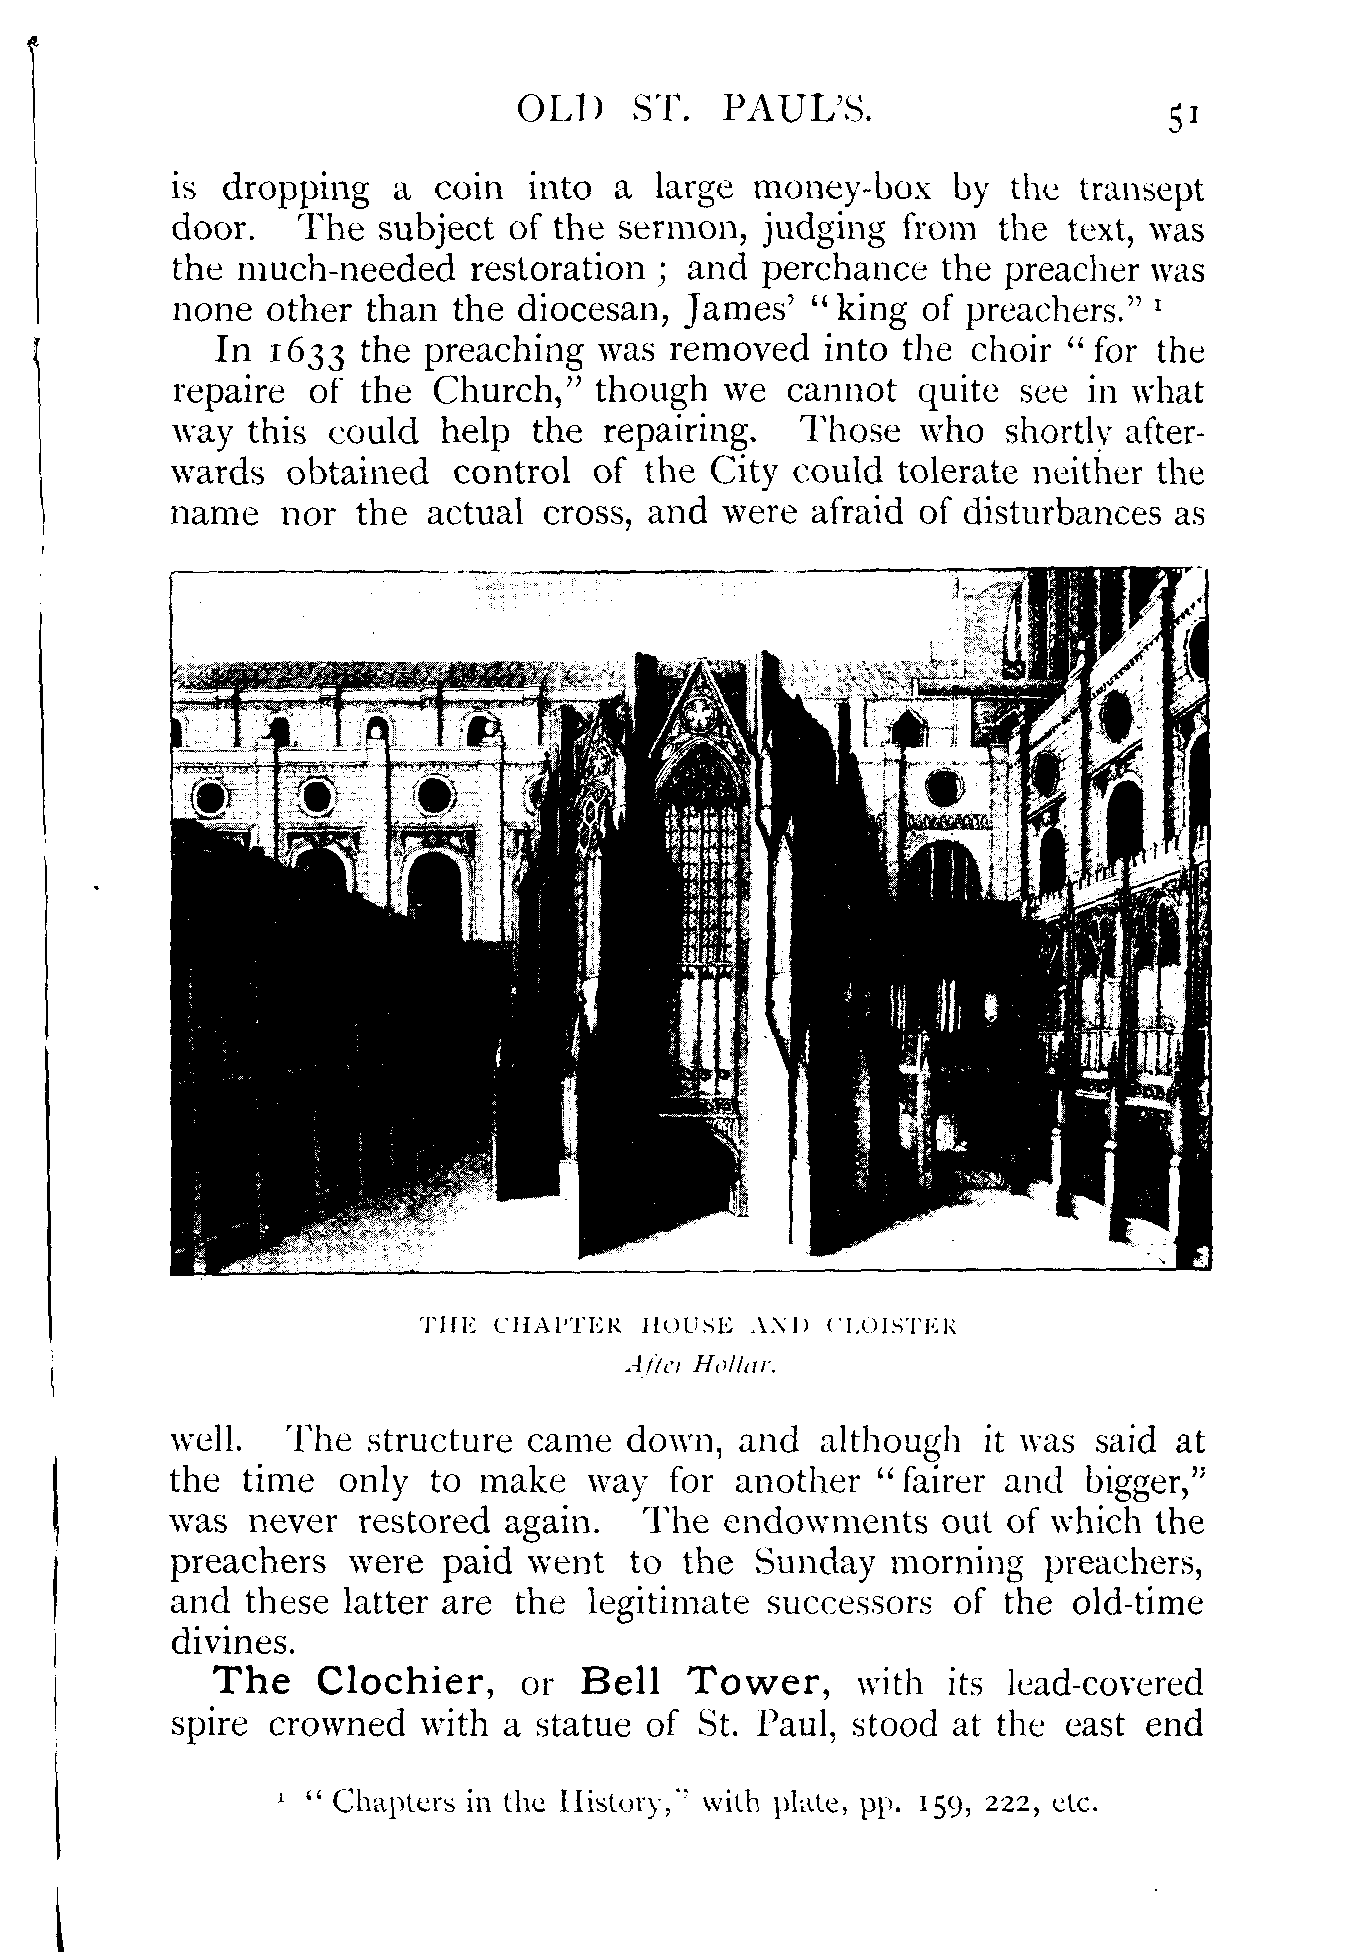 OLD ST. PAUL'S.
51
is dropping a coin into a large money-box by the transept
door. The subject of the sermon, judging from the text, was
the much-needed restoration ; and perchance the preacher was
none other than the diocesan, James' “king of preachers.” ¹
In 1633 the preaching was removed into the choir “for the
repaire of the Church,” though we cannot quite see in what
way this could help the repairing. Those who shortly after-
wards obtained control of the City could tolerate neither the
name nor the actual cross, and were afraid of disturbances as
THE CHAPTER HOUSE AND CLOISTER
After Hollar.
well. The structure came down, and although it was said at
the time only to make way for another “fairer and bigger,”
was never restored again. The endowments out of which the
preachers were paid went to the Sunday morning preachers,
and these latter are the legitimate successors of the old-time
divines.
The Clochier, or Bell Tower, with its lead-covered
spire crowned with a statue of St. Paul, stood at the east end
¹ “Chapters in the History,” with plate, pp. 159, 222, etc.